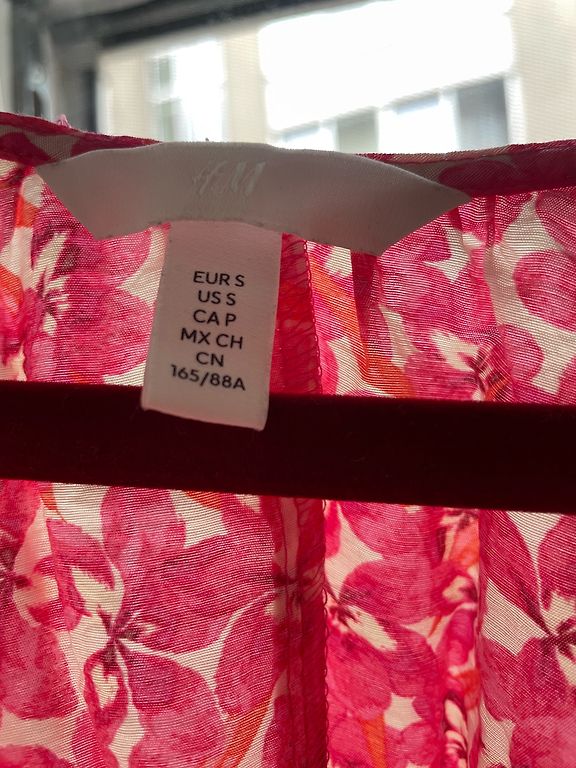 H&M
EUR S
US S
CA P
MX CH
CN
165/88A